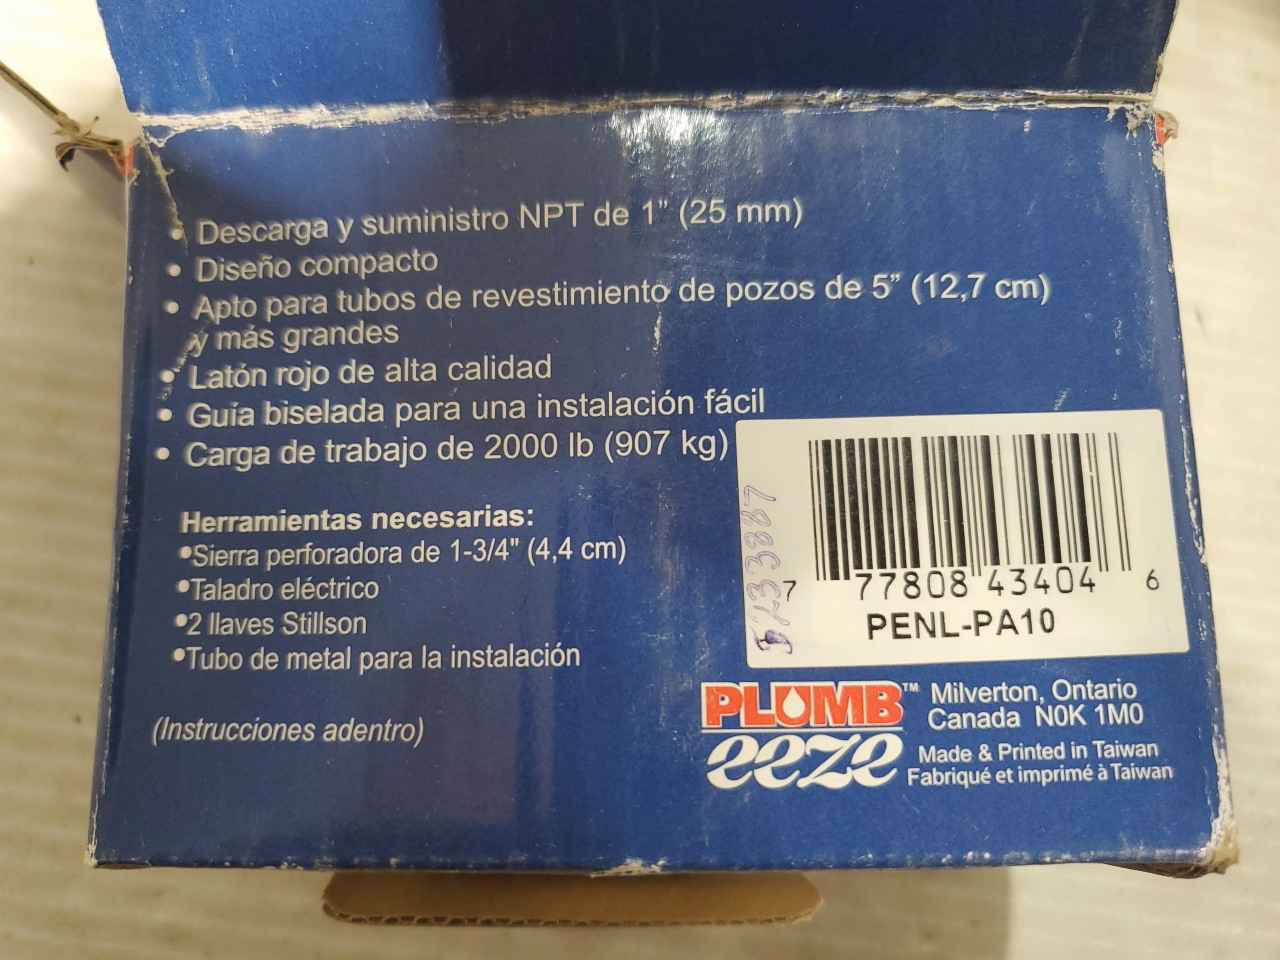 • Descarga y suministro NPT de 1” (25 mm)
• Diseño compacto
• Apto para tubos de revestimiento de pozos de 5” (12,7 cm)
y más grandes
• Latón rojo de alta calidad
• Guía biselada para una instalación fácil
• Carga de trabajo de 2000 lb (907 kg)
Herramientas necesarias:
•Sierra perforadora de 1-3/4" (4,4 cm)
•Taladro eléctrico
•2 llaves Stillson
•Tubo de metal para la instalación
(Instrucciones adentro)
7 77808 43404 6
PENL-PA10
PLUMB™
eeze
Milverton, Ontario
Canada N0K 1M0
Made & Printed in Taiwan
Fabriqué et imprimé à Taiwan